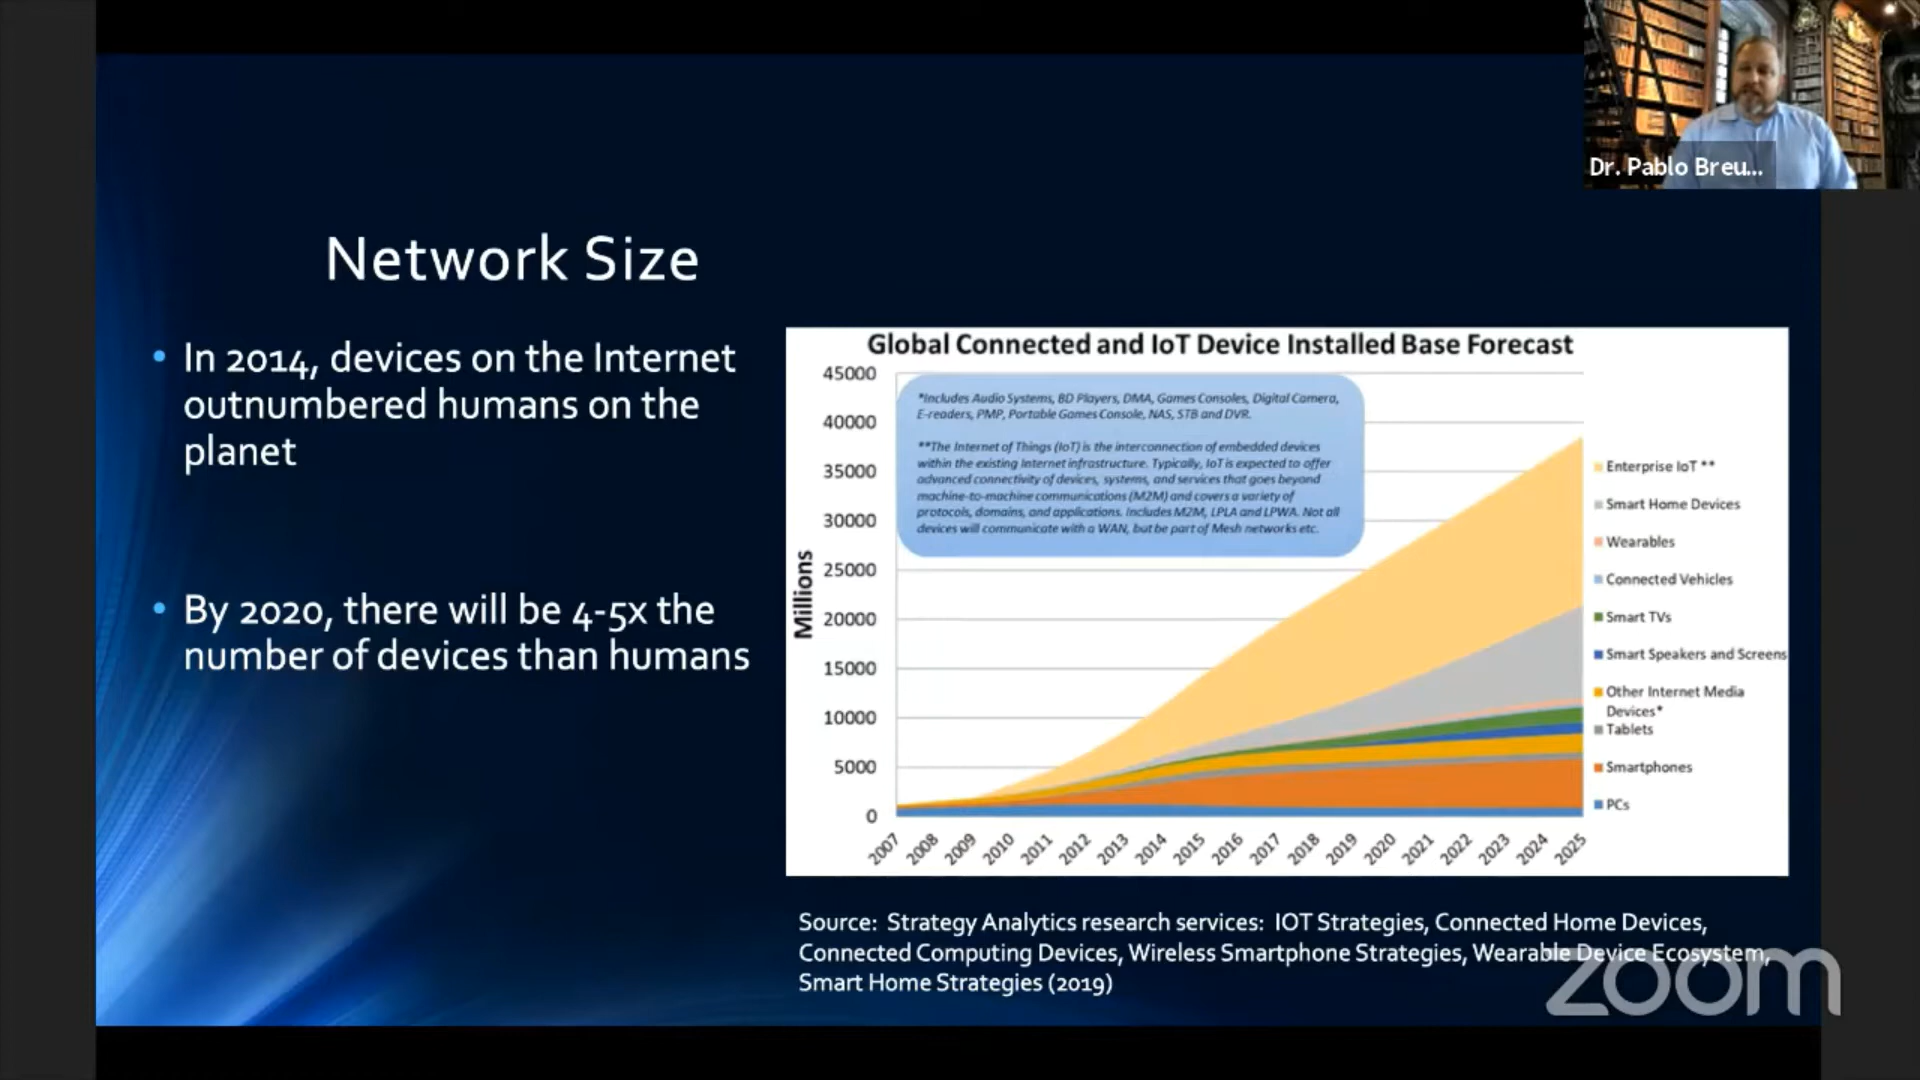 Dr. Pablo Breu...
Network Size
• In 2014, devices on the Internet
outnumbered humans on the
planet
• By 2020, there will be 4-5x the
number of devices than humans
Global Connected and IoT Device Installed Base Forecast
45000
40000
35000
30000
25000
20000
15000
10000
5000
0
Millions
*Includes Audio Systems, BD Players, DMA, Games Consoles, Digital Camera,
E-readers, PMP, Portable Games Console, NAS, STB and DVR.
**The Internet of Things (IoT) is the interconnection of embedded devices
within the existing Internet infrastructure. Typically, IoT is expected to offer
advanced connectivity of devices, systems, and services that goes beyond
machine-to-machine communications (M2M) and covers a variety of
protocols, domains, and applications. Includes M2M, LPLA and LPWA. Not all
devices will communicate with a WAN, but be part of Mesh networks etc.
2007 2008 2009 2010 2011 2012 2013 2014 2015 2016 2017 2018 2019 2020 2021 2022 2023 2024 2025
Enterprise IoT **
Smart Home Devices
Wearables
Connected Vehicles
Smart TVs
Smart Speakers and Screens
Other Internet Media
Devices*
Tablets
Smartphones
PCs
Source: Strategy Analytics research services: IOT Strategies, Connected Home Devices,
Connected Computing Devices, Wireless Smartphone Strategies, Wearable Device Ecosystem,
Smart Home Strategies (2019)
zoom